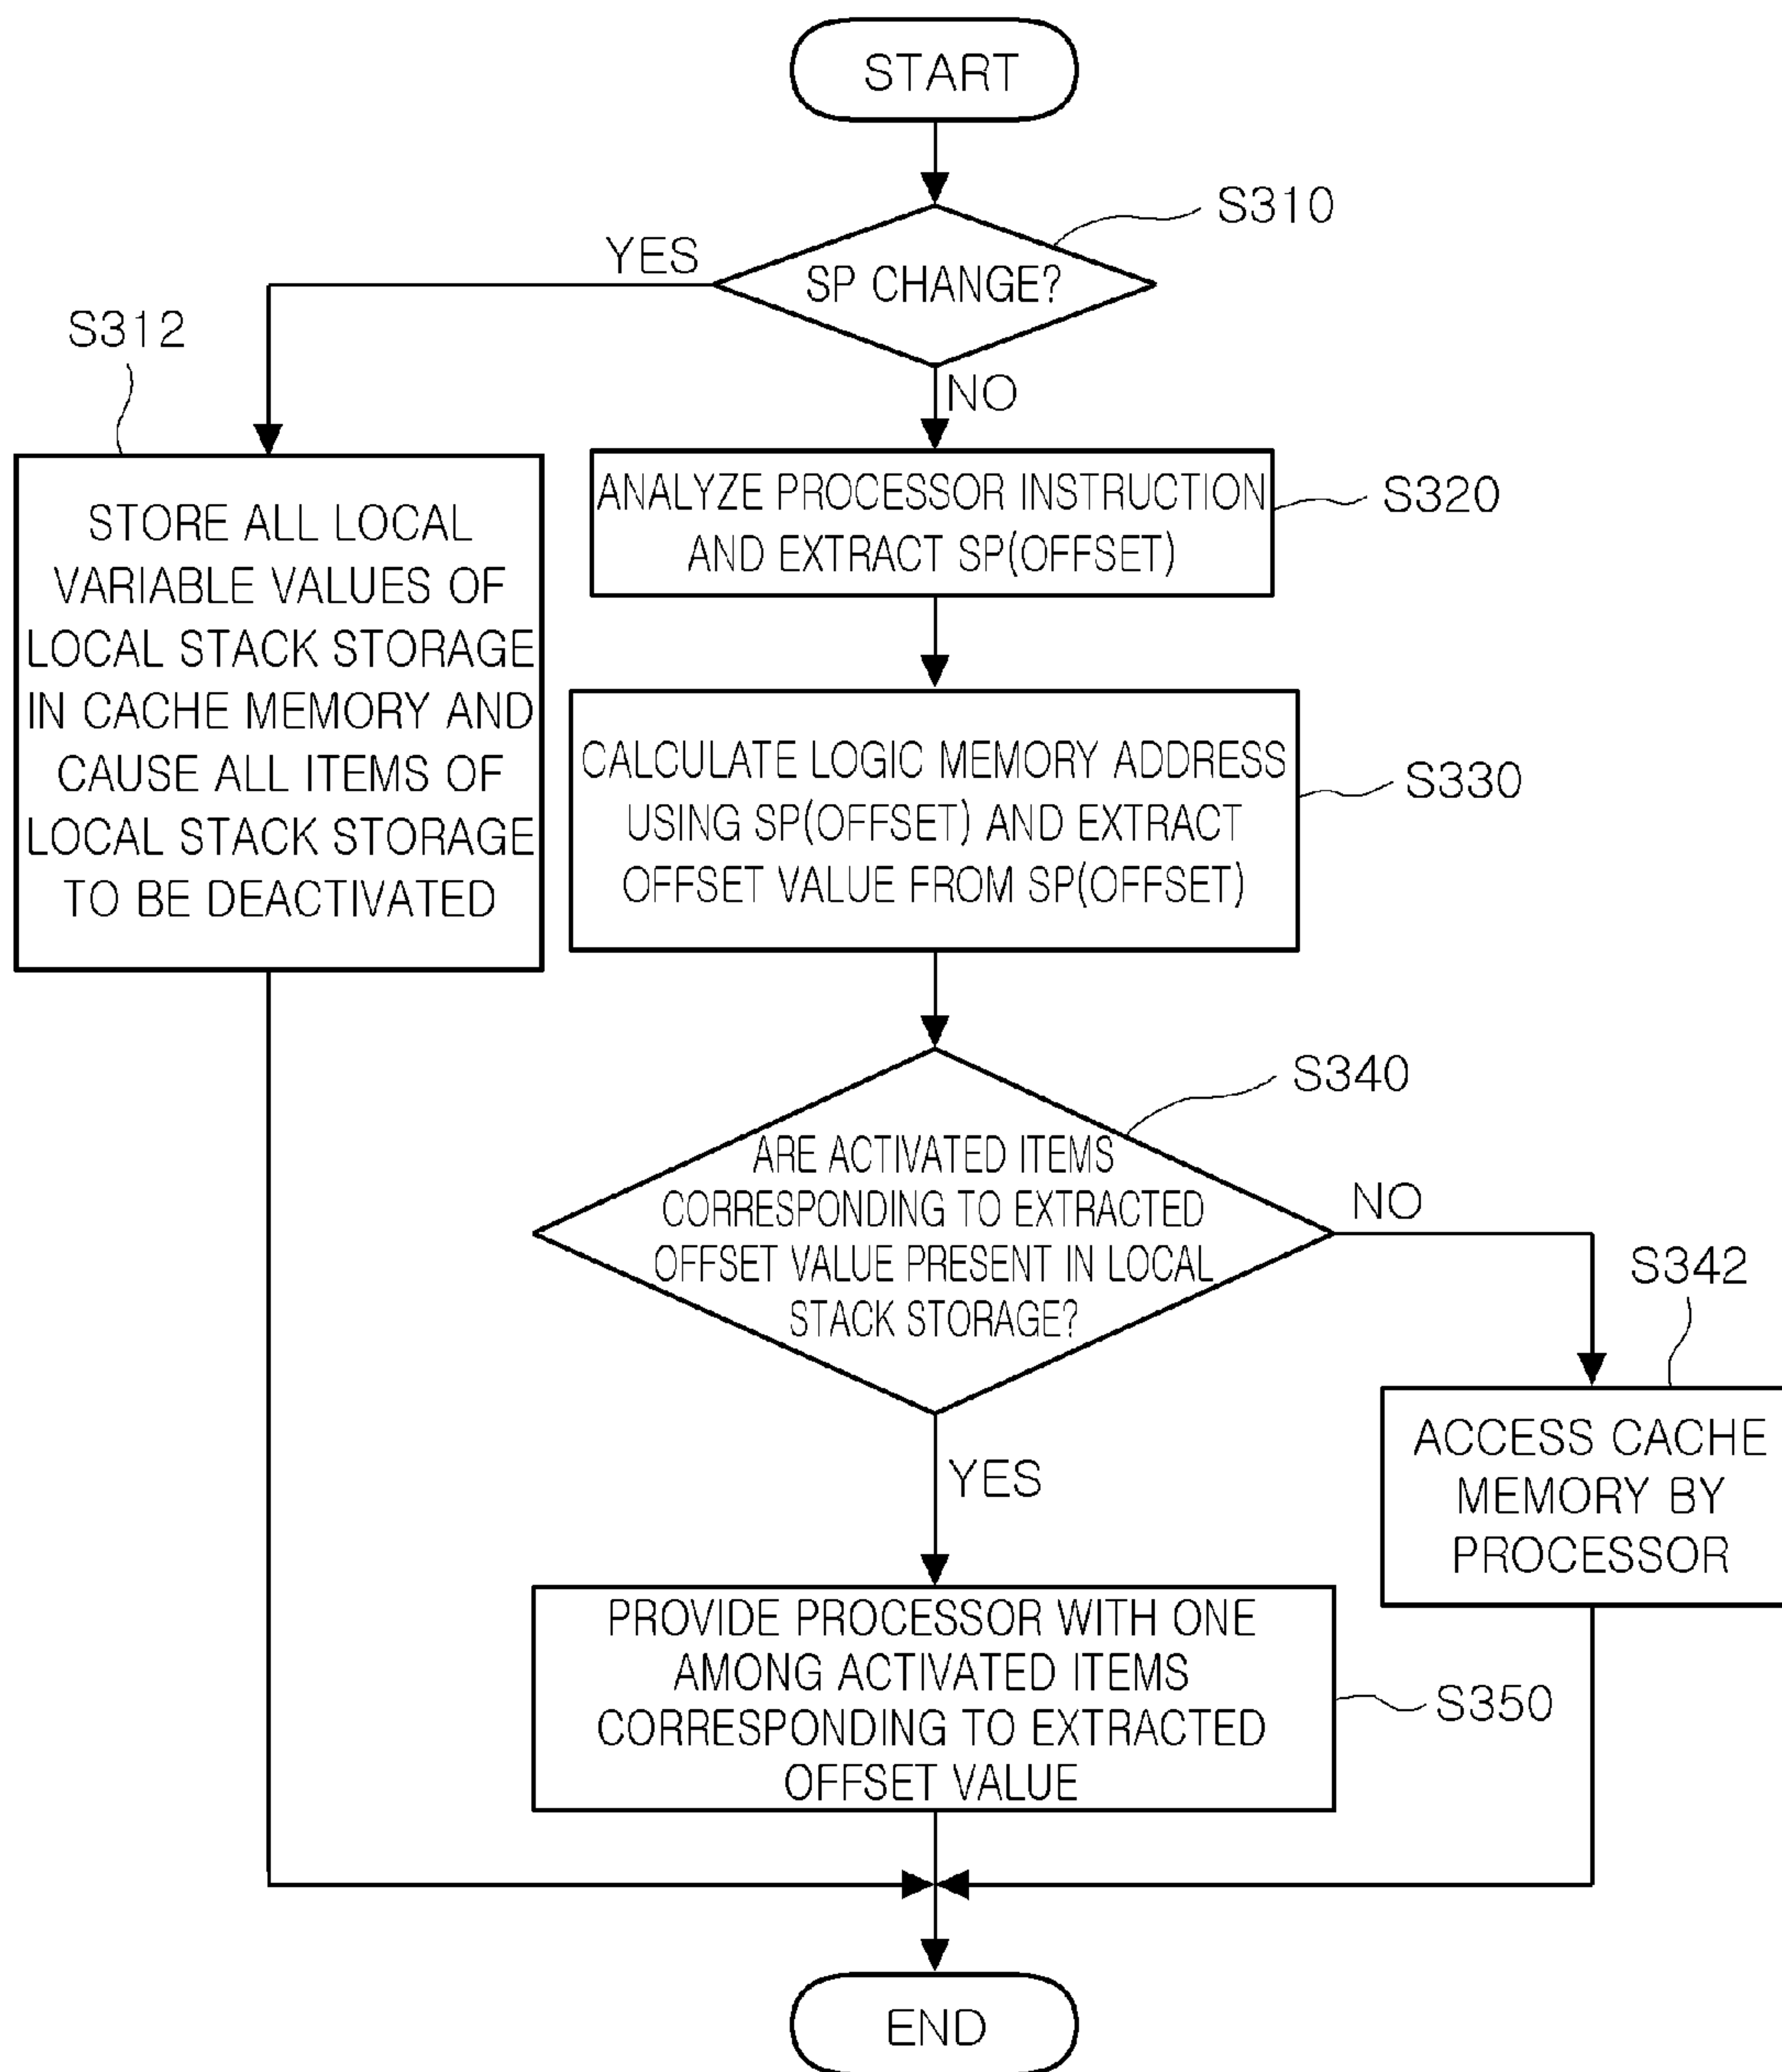 START
S310
YES
SP CHANGE?
S312
NO
STORE ALL LOCAL
VARIABLE VALUES OF
LOCAL STACK STORAGE
IN CACHE MEMORY AND
CAUSE ALL ITEMS OF
LOCAL STACK STORAGE
TO BE DEACTIVATED
ANALYZE PROCESSOR INSTRUCTION
AND EXTRACT SP(OFFSET)
S320
CALCULATE LOGIC MEMORY ADDRESS
USING SP(OFFSET) AND EXTRACT
OFFSET VALUE FROM SP(OFFSET)
S330
S340
ARE ACTIVATED ITEMS
CORRESPONDING TO EXTRACTED
OFFSET VALUE PRESENT IN LOCAL
STACK STORAGE?
NO
S342
YES
ACCESS CACHE
MEMORY BY
PROCESSOR
PROVIDE PROCESSOR WITH ONE
AMONG ACTIVATED ITEMS
CORRESPONDING TO EXTRACTED
OFFSET VALUE
S350
END